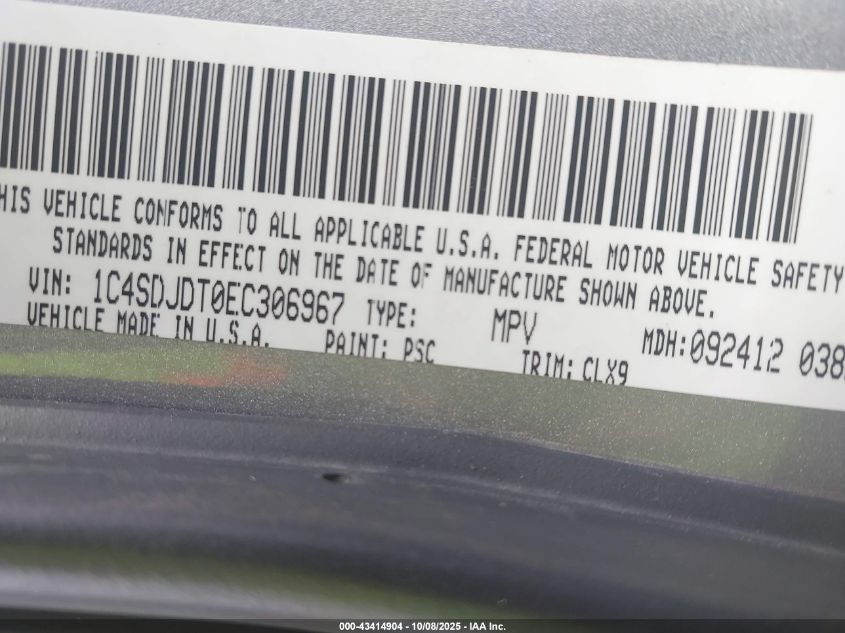 HIS VEHICLE CONFORMS TO ALL APPLICABLE U.S.A. FEDERAL MOTOR VEHICLE SAFETY
STANDARDS IN EFFECT ON THE DATE OF MANUFACTURE SHOWN ABOVE.
VIN: 1C4SDJDT0EC306967 TYPE: MPV MDH:092412 038
VEHICLE MADE IN U.S.A. PAINT: PSC TRIM: CLX9
000-43414904 - 10/08/2025 - IAA Inc.